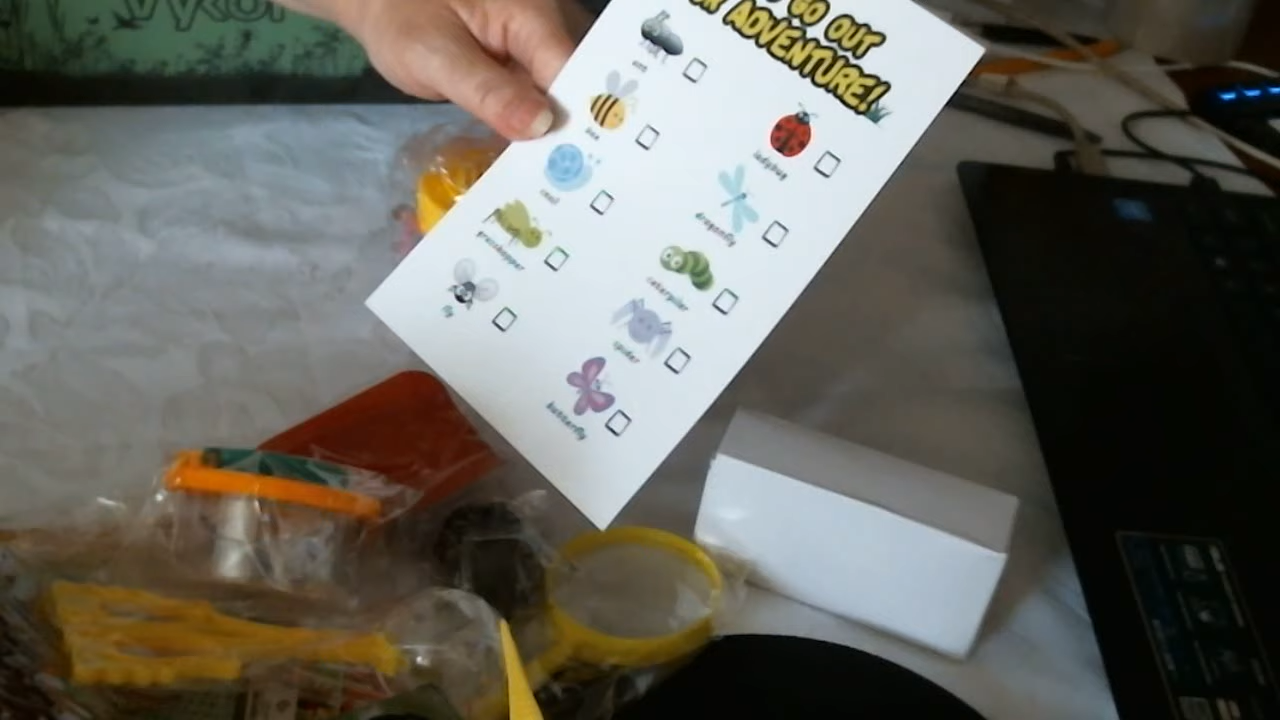 GO OUT
ADVENTURE!
ant
bee
ladybug
snail
dragonfly
grasshopper
caterpillar
fly
spider
butterfly